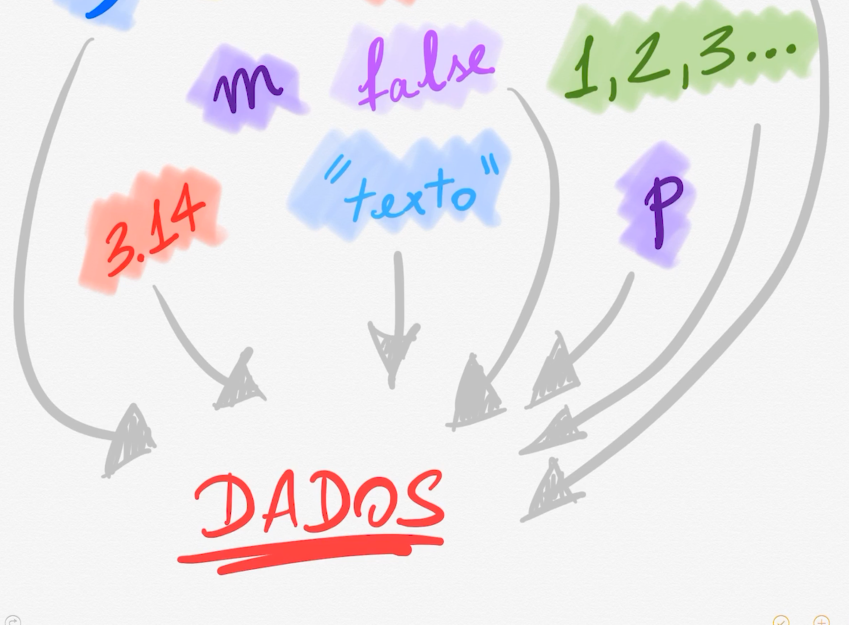 m false 1,2,3...
3.14 "texto" p
DADOS